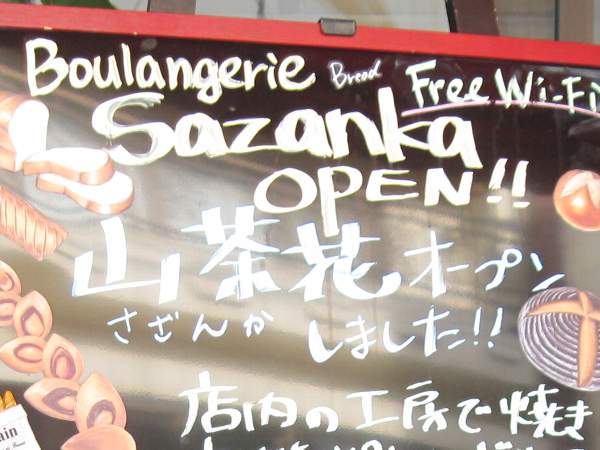 Boulangerie Bread Free Wi-Fi
Sazanka
OPEN!!
山茶花 オープン
さざんか しました!!
店内の工房で焼き